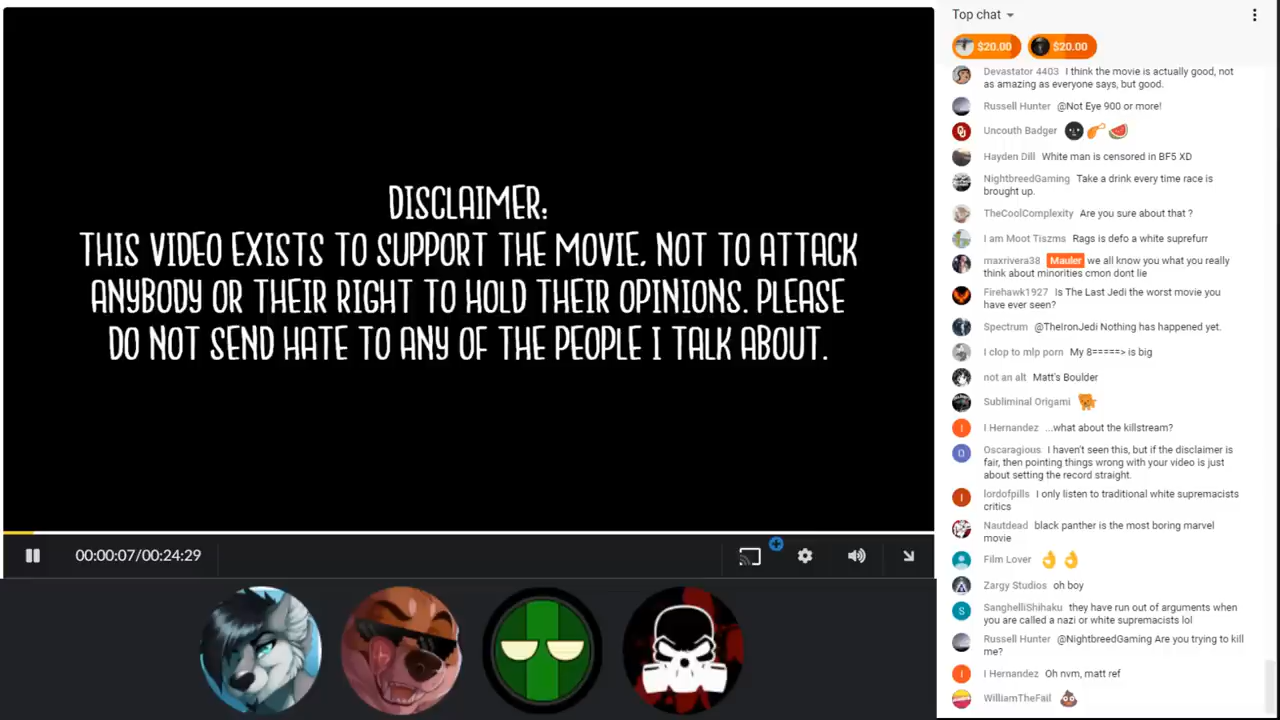 DISCLAIMER:
THIS VIDEO EXISTS TO SUPPORT THE MOVIE, NOT TO ATTACK
ANYBODY OR THEIR RIGHT TO HOLD THEIR OPINIONS. PLEASE
DO NOT SEND HATE TO ANY OF THE PEOPLE I TALK ABOUT.
00:00:07/00:24:29
Top chat
$20.00 $20.00
Devastator 4403 I think the movie is actually good, not
as amazing as everyone says, but good.
Russell Hunter @Not Eye 900 or more!
Uncouth Badger 🌚🍗🍉
Hayden Dill White man is censored in BF5 XD
NightbreedGaming Take a drink every time race is
brought up.
TheCoolComplexity Are you sure about that ?
I am Moot Tiszms Rags is defo a white suprefurr
maxrivera38 Mauler we all know you what you really
think about minorities cmon dont lie
Firehawk1927 Is The Last Jedi the worst movie you
have ever seen?
Spectrum @TheIronJedi Nothing has happened yet.
I clop to mlp porn My 8=====> is big
not an alt Matt's Boulder
Subliminal Origami 🐕
I Hernandez ...what about the killstream?
Oscaragious I haven't seen this, but if the disclaimer is
fair, then pointing things wrong with your video is just
about setting the record straight.
lordofpills I only listen to traditional white supremacists
critics
Nautdead black panther is the most boring marvel
movie
Film Lover 👌👌
Zargy Studios oh boy
SanghelliShihaku they have run out of arguments when
you are called a nazi or white supremacists lol
Russell Hunter @NightbreedGaming Are you trying to kill
me?
I Hernandez Oh nvm, matt ref
WilliamTheFail 💩